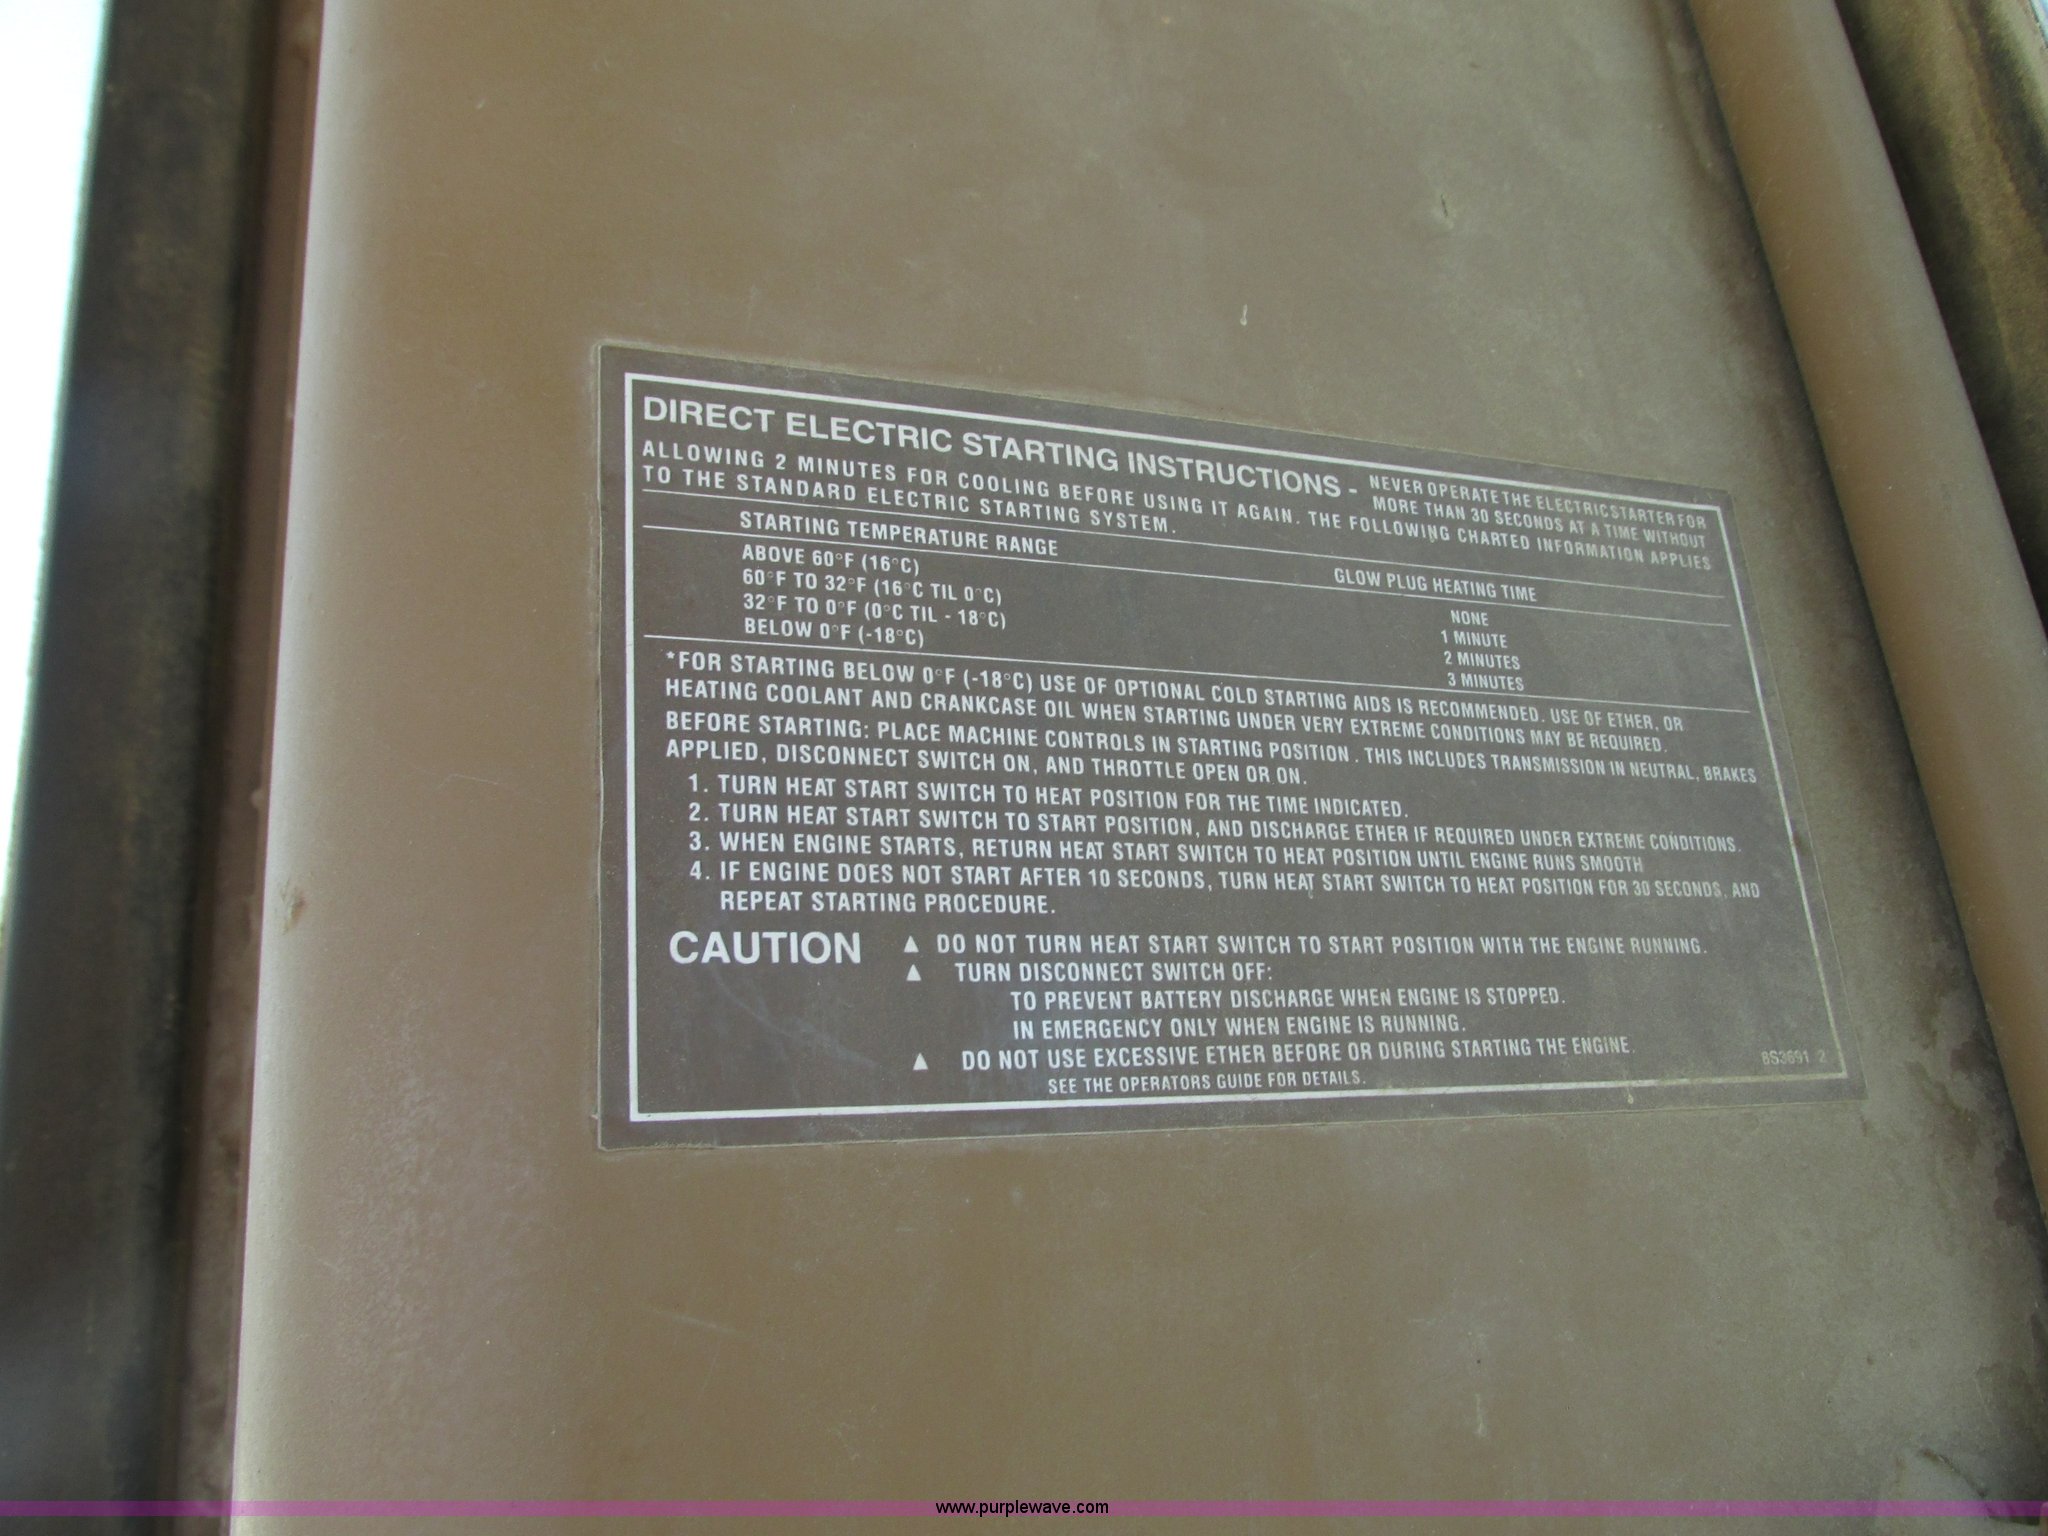 DIRECT ELECTRIC STARTING INSTRUCTIONS - NEVER OPERATE THE ELECTRIC STARTER FOR
MORE THAN 30 SECONDS AT A TIME WITHOUT
ALLOWING 2 MINUTES FOR COOLING BEFORE USING IT AGAIN. THE FOLLOWING CHARTED INFORMATION APPLIES
TO THE STANDARD ELECTRIC STARTING SYSTEM.
STARTING TEMPERATURE RANGE GLOW PLUG HEATING TIME
ABOVE 60°F (16°C) NONE
60°F TO 32°F (16°C TIL 0°C) 1 MINUTE
32°F TO 0°F (0°C TIL - 18°C) 2 MINUTES
BELOW 0°F (-18°C) 3 MINUTES
*FOR STARTING BELOW 0°F (-18°C) USE OF OPTIONAL COLD STARTING AIDS IS RECOMMENDED. USE OF ETHER, OR
HEATING COOLANT AND CRANKCASE OIL WHEN STARTING UNDER VERY EXTREME CONDITIONS MAY BE REQUIRED.
BEFORE STARTING: PLACE MACHINE CONTROLS IN STARTING POSITION . THIS INCLUDES TRANSMISSION IN NEUTRAL, BRAKES
APPLIED, DISCONNECT SWITCH ON, AND THROTTLE OPEN OR ON.
1. TURN HEAT START SWITCH TO HEAT POSITION FOR THE TIME INDICATED.
2. TURN HEAT START SWITCH TO START POSITION, AND DISCHARGE ETHER IF REQUIRED UNDER EXTREME CONDITIONS.
3. WHEN ENGINE STARTS, RETURN HEAT START SWITCH TO HEAT POSITION UNTIL ENGINE RUNS SMOOTH
4. IF ENGINE DOES NOT START AFTER 10 SECONDS, TURN HEAT START SWITCH TO HEAT POSITION FOR 30 SECONDS, AND
REPEAT STARTING PROCEDURE.
CAUTION ▲ DO NOT TURN HEAT START SWITCH TO START POSITION WITH THE ENGINE RUNNING.
▲ TURN DISCONNECT SWITCH OFF:
TO PREVENT BATTERY DISCHARGE WHEN ENGINE IS STOPPED.
IN EMERGENCY ONLY WHEN ENGINE IS RUNNING.
▲ DO NOT USE EXCESSIVE ETHER BEFORE OR DURING STARTING THE ENGINE.
SEE THE OPERATORS GUIDE FOR DETAILS.
8S3691 2
www.purplewave.com